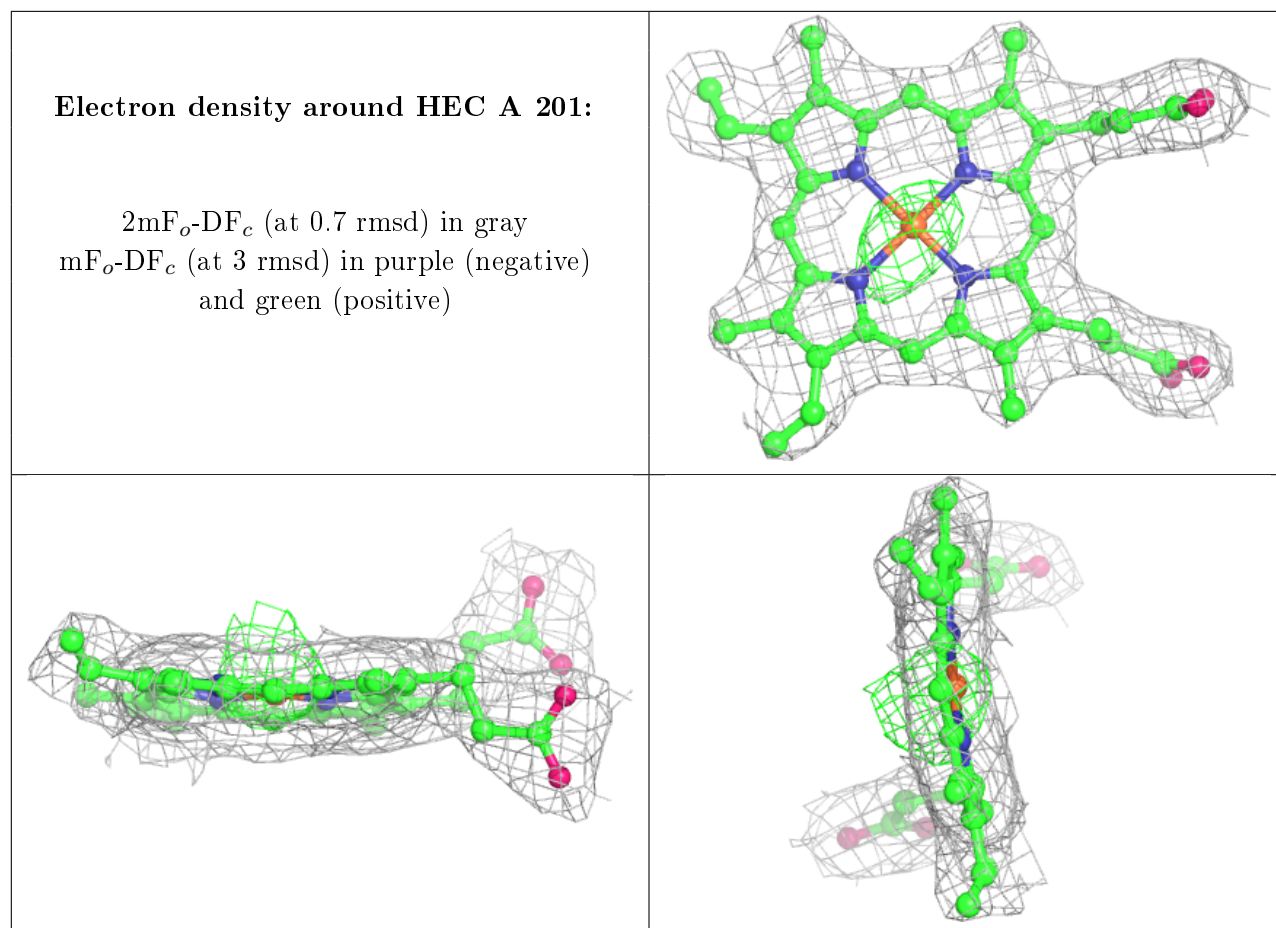 Electron density around HEC A 201:
2mFₒ-DF𝒸 (at 0.7 rmsd) in gray
mFₒ-DF𝒸 (at 3 rmsd) in purple (negative)
and green (positive)